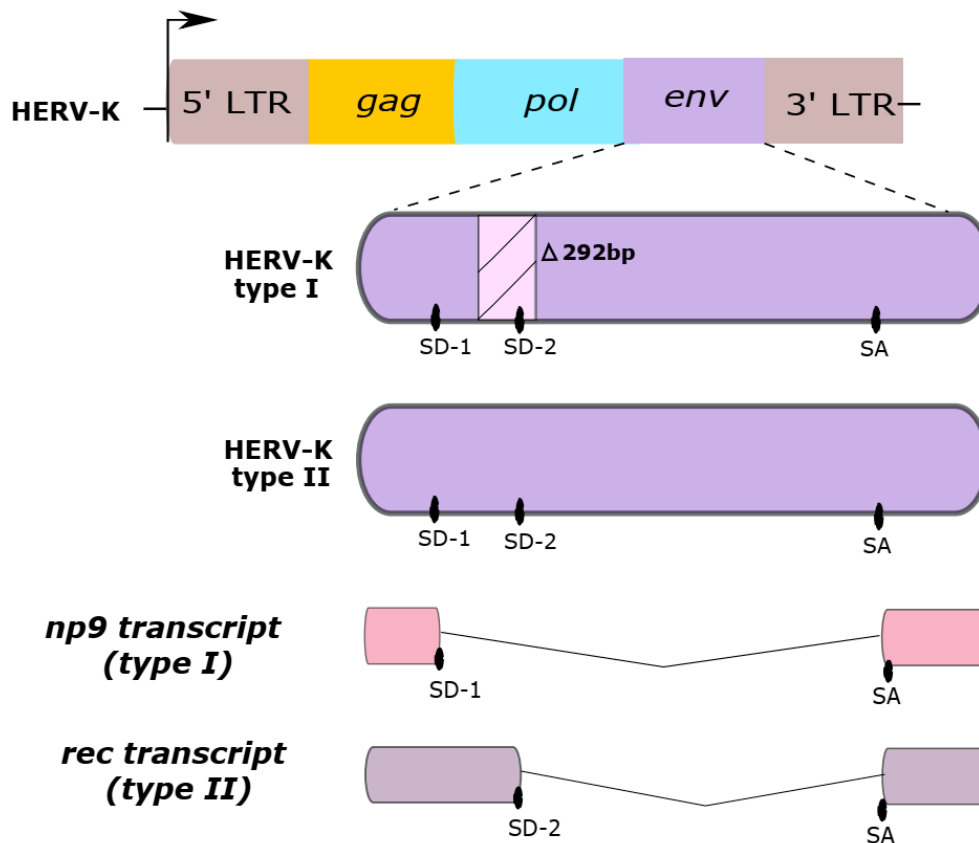 HERV-K
5' LTR
gag
pol
env
3' LTR
HERV-K
type I
Δ 292bp
SD-1
SD-2
SA
HERV-K
type II
SD-1
SD-2
SA
np9 transcript
(type I)
SD-1
SA
rec transcript
(type II)
SD-2
SA